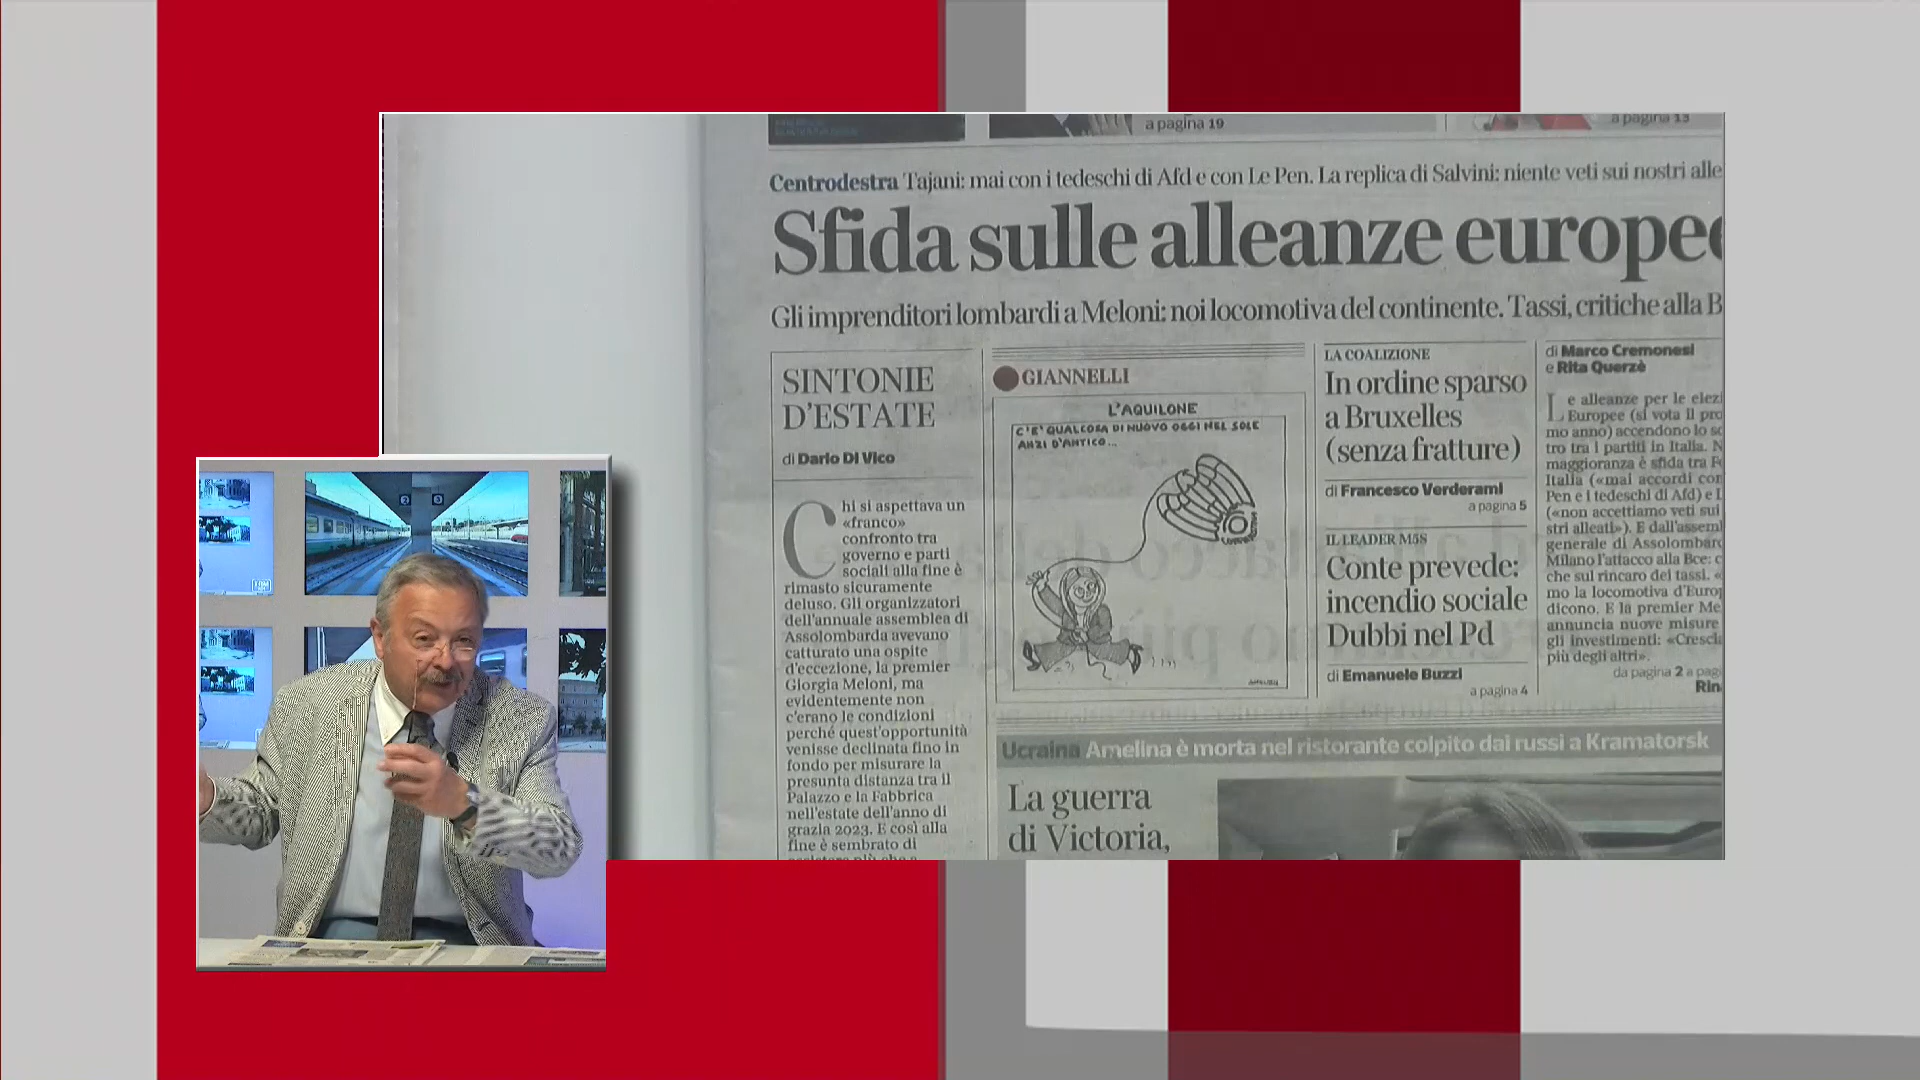 a pagina 19
a pagina 13
Centrodestra Tajani: mai con i tedeschi di Afd e con Le Pen. La replica di Salvini: niente veti sui nostri alle
Sfida sulle alleanze europee
Gli imprenditori lombardi a Meloni: noi locomotiva del continente. Tassi, critiche alla B
SINTONIE
D'ESTATE
di Dario Di Vico
Chi si aspettava un
«franco»
confronto tra
governo e parti
sociali alla fine è
rimasto sicuramente
deluso. Gli organizzatori
dell'annuale assemblea di
Assolombarda avevano
catturato una ospite
d'eccezione, la premier
Giorgia Meloni, ma
evidentemente non
c'erano le condizioni
perché quest'opportunità
venisse declinata fino in
fondo per misurare la
presunta distanza tra il
Palazzo e la Fabbrica
nell'estate dell'anno di
grazia 2023. E così alla
fine è sembrato di
GIANNELLI
L'AQUILONE
C'E' QUALCOSA DI NUOVO OGGI NEL SOLE
ANZI D'ANTICO...
LA COALIZIONE
In ordine sparso
a Bruxelles
(senza fratture)
di Francesco Verderami
a pagina 5
IL LEADER M5S
Conte prevede:
incendio sociale
Dubbi nel Pd
di Emanuele Buzzi
a pagina 4
di Marco Cremonesi
e Rita Querzè
Le alleanze per le elezi
Europee (si vota il pro
mo anno) accendono lo sc
tro tra i partiti in Italia. N
maggioranza è sfida tra Fo
Italia («mai accordi con
Pen e i tedeschi di Afd) e L
(«non accettiamo veti sui
stri alleati»). E dall'assem
generale di Assolombard
Milano l'attacco alla Bce: c
che sul rincaro dei tassi. «
mo la locomotiva d'Europ
dicono. E la premier Me
annuncia nuove misure
gli investimenti: «Crescia
più degli altri».
da pagina 2 a pag
Rin
Ucraina Amelina è morta nel ristorante colpito dai russi a Kramatorsk
La guerra
di Victoria,
2
3